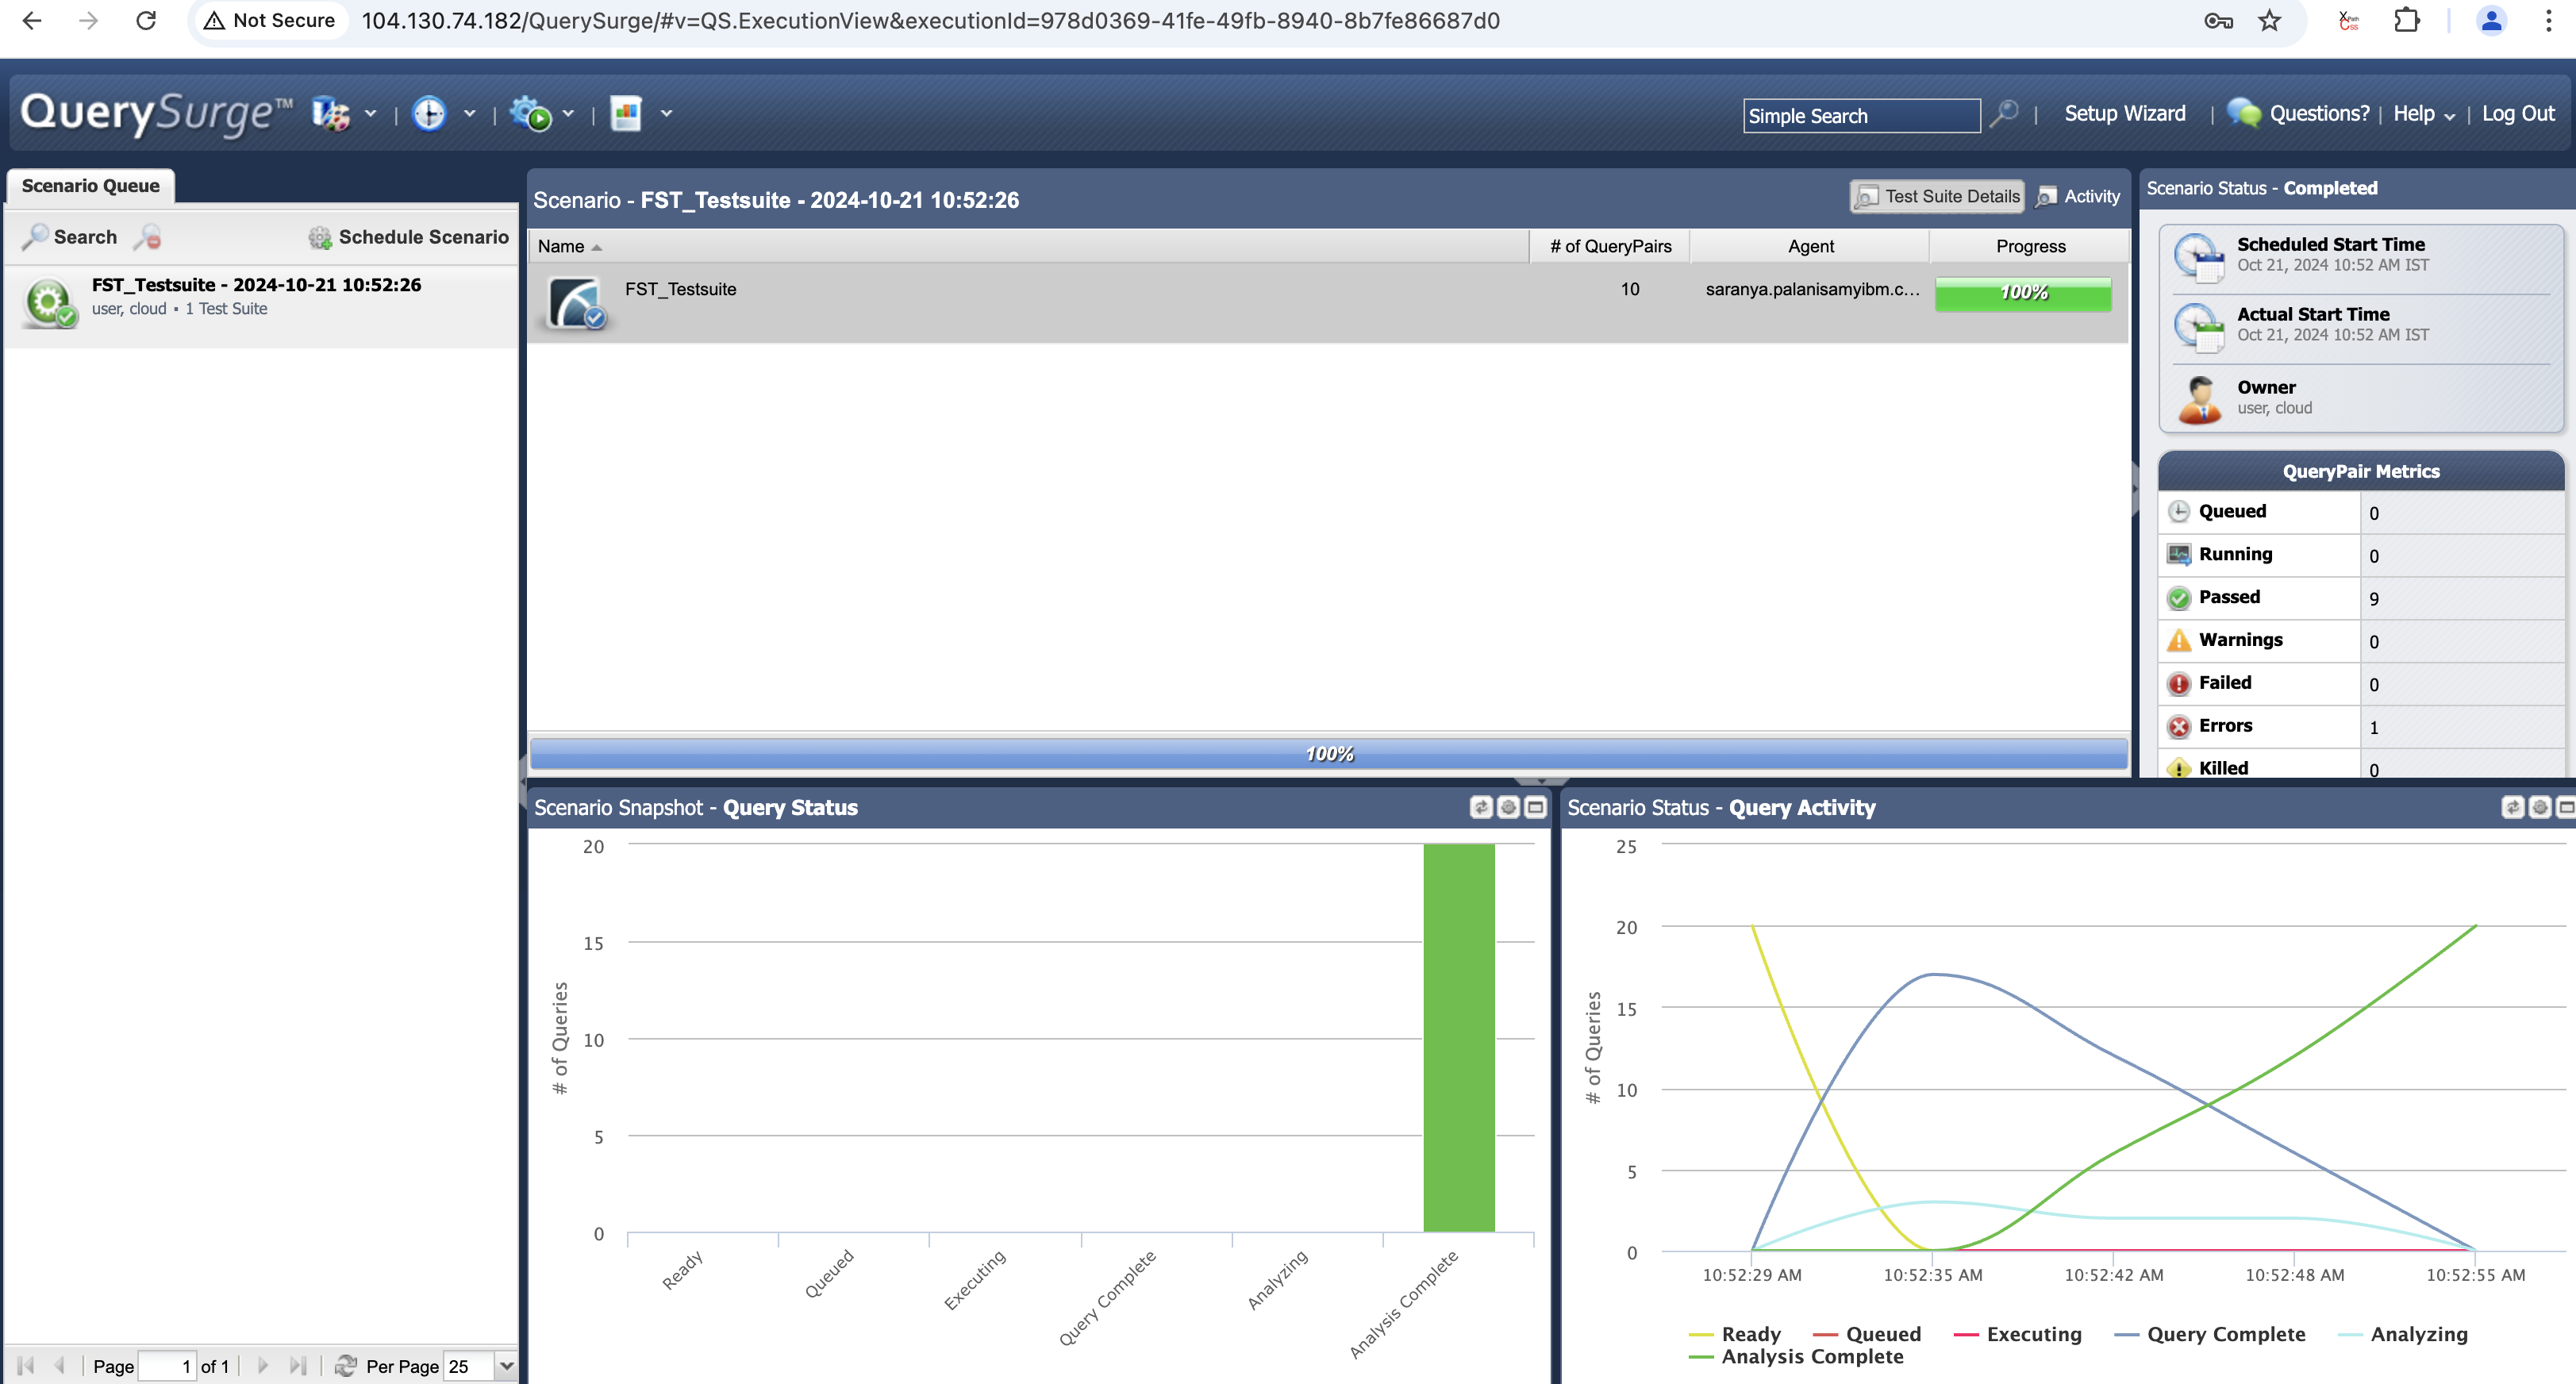 Not Secure
104.130.74.182/QuerySurge/#v=QS.ExecutionView&executionId=978d0369-41fe-49fb-8940-8b7fe86687d0
XPath
Css
QuerySurge™
Simple Search
Setup Wizard
Questions?
Help
Log Out
Scenario Queue
Search
Schedule Scenario
FST_Testsuite - 2024-10-21 10:52:26
user, cloud • 1 Test Suite
Page 1 of 1
Per Page 25
Scenario - FST_Testsuite - 2024-10-21 10:52:26
Test Suite Details
Activity
Name # of QueryPairs Agent Progress
FST_Testsuite 10 saranya.palanisamyibm.c... 100%
100%
Scenario Status - Completed
Scheduled Start Time
Oct 21, 2024 10:52 AM IST
Actual Start Time
Oct 21, 2024 10:52 AM IST
Owner
user, cloud
QueryPair Metrics
Queued 0
Running 0
Passed 9
Warnings 0
Failed 0
Errors 1
Killed 0
Scenario Snapshot - Query Status
# of Queries
20
15
10
5
0
Ready
Queued
Executing
Query Complete
Analyzing
Analysis Complete
Scenario Status - Query Activity
# of Queries
25
20
15
10
5
0
10:52:29 AM 10:52:35 AM 10:52:42 AM 10:52:48 AM 10:52:55 AM
Ready Queued Executing Query Complete Analyzing
Analysis Complete